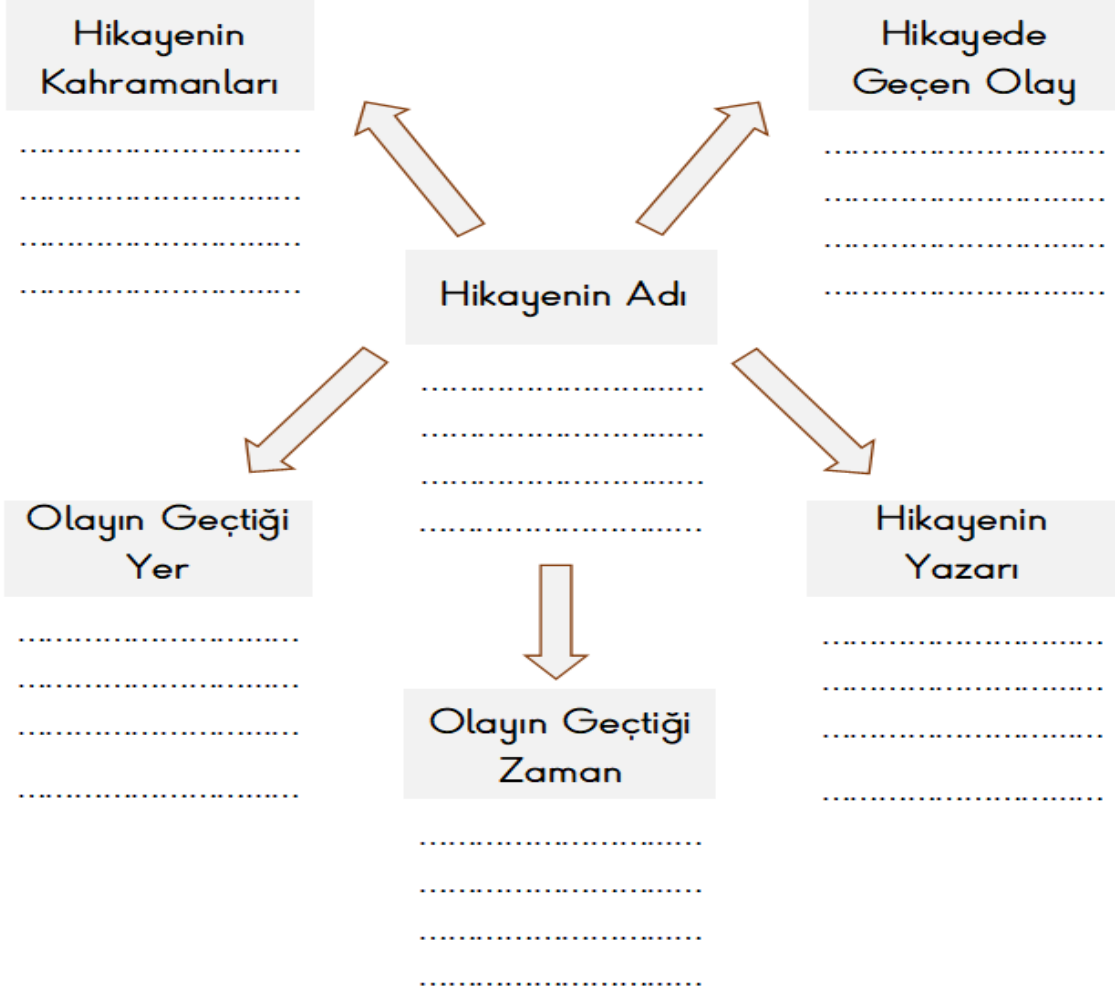 Hikayenin
Kahramanları
……………………………
……………………………
……………………………
……………………………
Hikayede
Geçen Olay
……………………………
……………………………
……………………………
……………………………
Hikayenin Adı
……………………………
……………………………
……………………………
……………………………
Olayın Geçtiği
Yer
……………………………
……………………………
……………………………
……………………………
Hikayenin
Yazarı
……………………………
……………………………
……………………………
……………………………
Olayın Geçtiği
Zaman
……………………………
……………………………
……………………………
……………………………